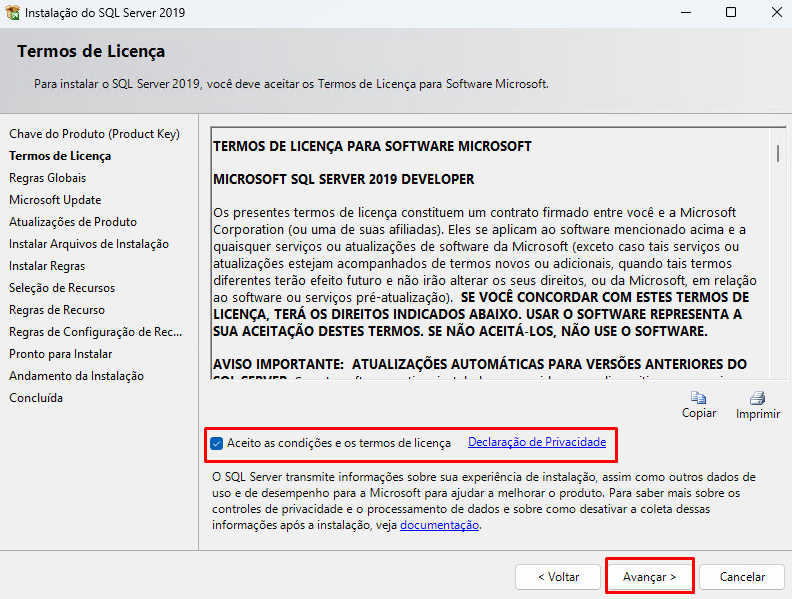 Instalação do SQL Server 2019
Termos de Licença
Para instalar o SQL Server 2019, você deve aceitar os Termos de Licença para Software Microsoft.
Chave do Produto (Product Key)
Termos de Licença
Regras Globais
Microsoft Update
Atualizações de Produto
Instalar Arquivos de Instalação
Instalar Regras
Seleção de Recursos
Regras de Recurso
Regras de Configuração de Rec...
Pronto para Instalar
Andamento da Instalação
Concluída
TERMOS DE LICENÇA PARA SOFTWARE MICROSOFT
MICROSOFT SQL SERVER 2019 DEVELOPER
Os presentes termos de licença constituem um contrato firmado entre você e a Microsoft
Corporation (ou uma de suas afiliadas). Eles se aplicam ao software mencionado acima e a
quaisquer serviços ou atualizações de software da Microsoft (exceto caso tais serviços ou
atualizações estejam acompanhados de termos novos ou adicionais, quando tais termos
diferentes terão efeito futuro e não irão alterar os seus direitos, ou da Microsoft, em relação
ao software ou serviços pré-atualização). SE VOCÊ CONCORDAR COM ESTES TERMOS DE
LICENÇA, TERÁ OS DIREITOS INDICADOS ABAIXO. USAR O SOFTWARE REPRESENTA A
SUA ACEITAÇÃO DESTES TERMOS. SE NÃO ACEITÁ-LOS, NÃO USE O SOFTWARE.
AVISO IMPORTANTE: ATUALIZAÇÕES AUTOMÁTICAS PARA VERSÕES ANTERIORES DO
SQL SERVER.
Copiar
Imprimir
Aceito as condições e os termos de licença Declaração de Privacidade
O SQL Server transmite informações sobre sua experiência de instalação, assim como outros dados de
uso e de desempenho para a Microsoft para ajudar a melhorar o produto. Para saber mais sobre os
controles de privacidade e o processamento de dados e sobre como desativar a coleta dessas
informações após a instalação, veja documentação.
< Voltar
Avançar >
Cancelar